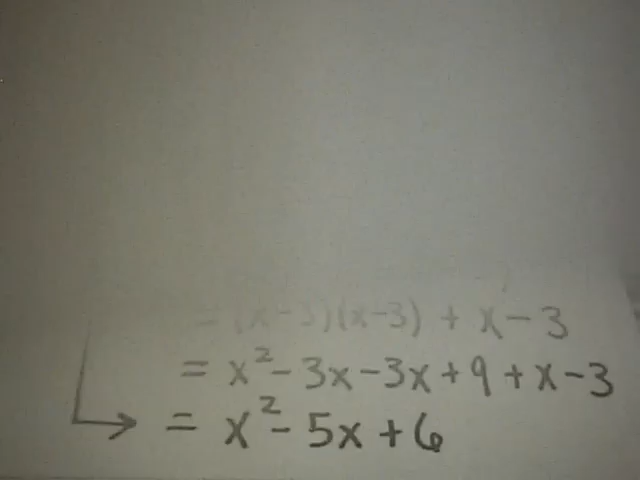 = (x-3)(x-3) + x - 3
= x² - 3x - 3x + 9 + x - 3
→ = x² - 5x + 6